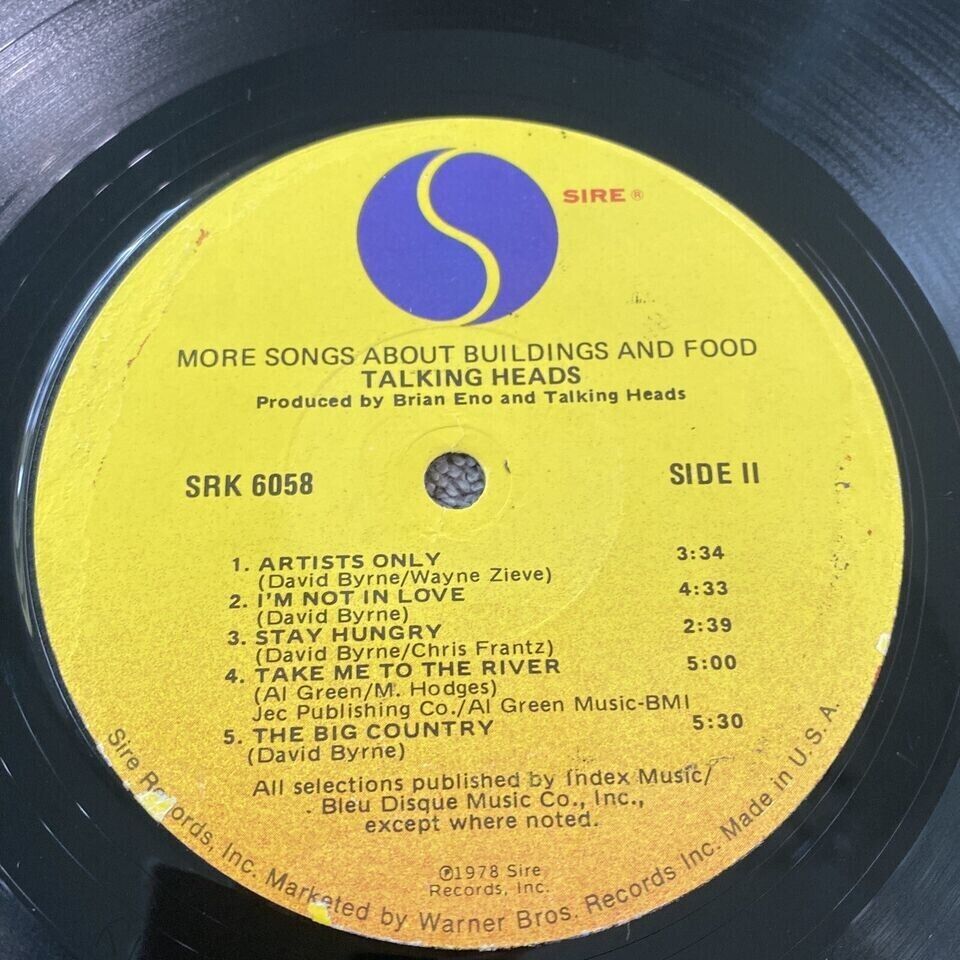 SIRE ®
MORE SONGS ABOUT BUILDINGS AND FOOD
TALKING HEADS
Produced by Brian Eno and Talking Heads
SRK 6058 SIDE II
1. ARTISTS ONLY 3:34
(David Byrne/Wayne Zieve)
2. I'M NOT IN LOVE 4:33
(David Byrne)
3. STAY HUNGRY 2:39
(David Byrne/Chris Frantz)
4. TAKE ME TO THE RIVER 5:00
(Al Green/M. Hodges)
Jec Publishing Co./Al Green Music-BMI
5. THE BIG COUNTRY 5:30
(David Byrne)
All selections published by Index Music/
Bleu Disque Music Co., Inc.,
except where noted.
℗1978 Sire
Records, Inc.
Sire Records, Inc. Marketed by Warner Bros. Records Inc. Made in U.S.A.